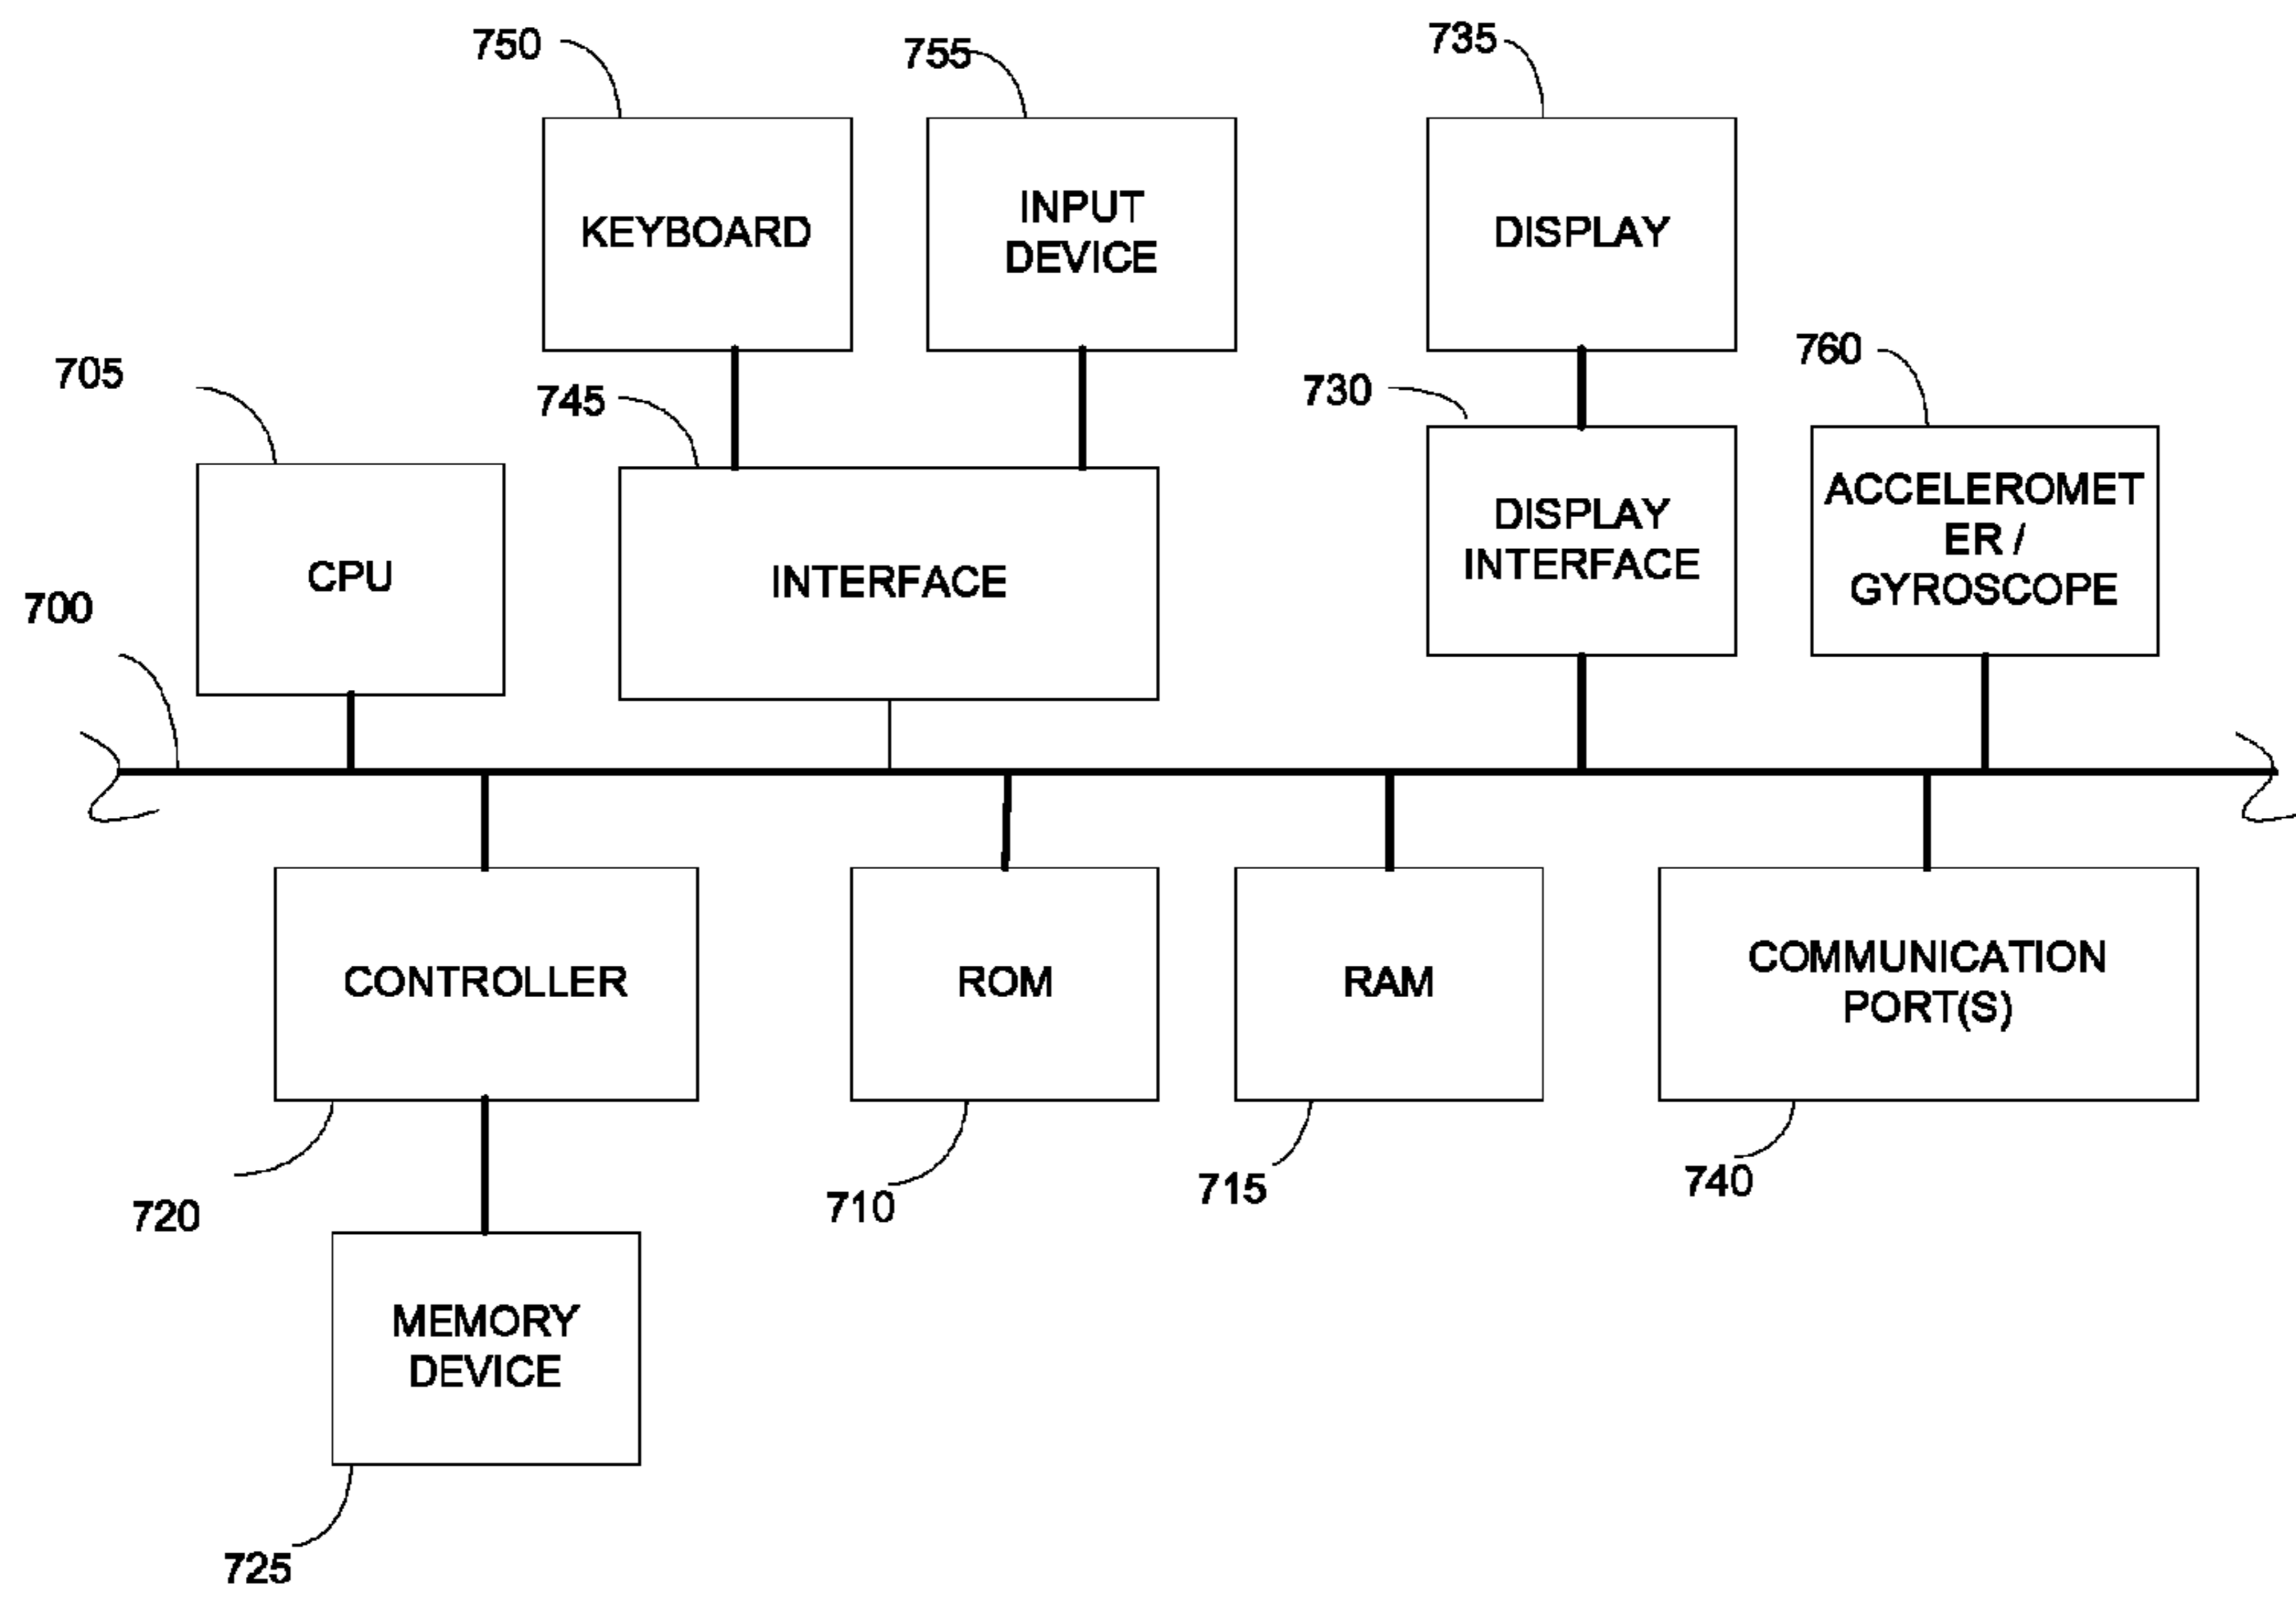 750
755
735
KEYBOARD
INPUT
DEVICE
DISPLAY
705
745
730
760
CPU
INTERFACE
DISPLAY
INTERFACE
ACCELEROMET
ER /
GYROSCOPE
700
CONTROLLER
ROM
RAM
COMMUNICATION
PORT(S)
720
710
715
740
MEMORY
DEVICE
725